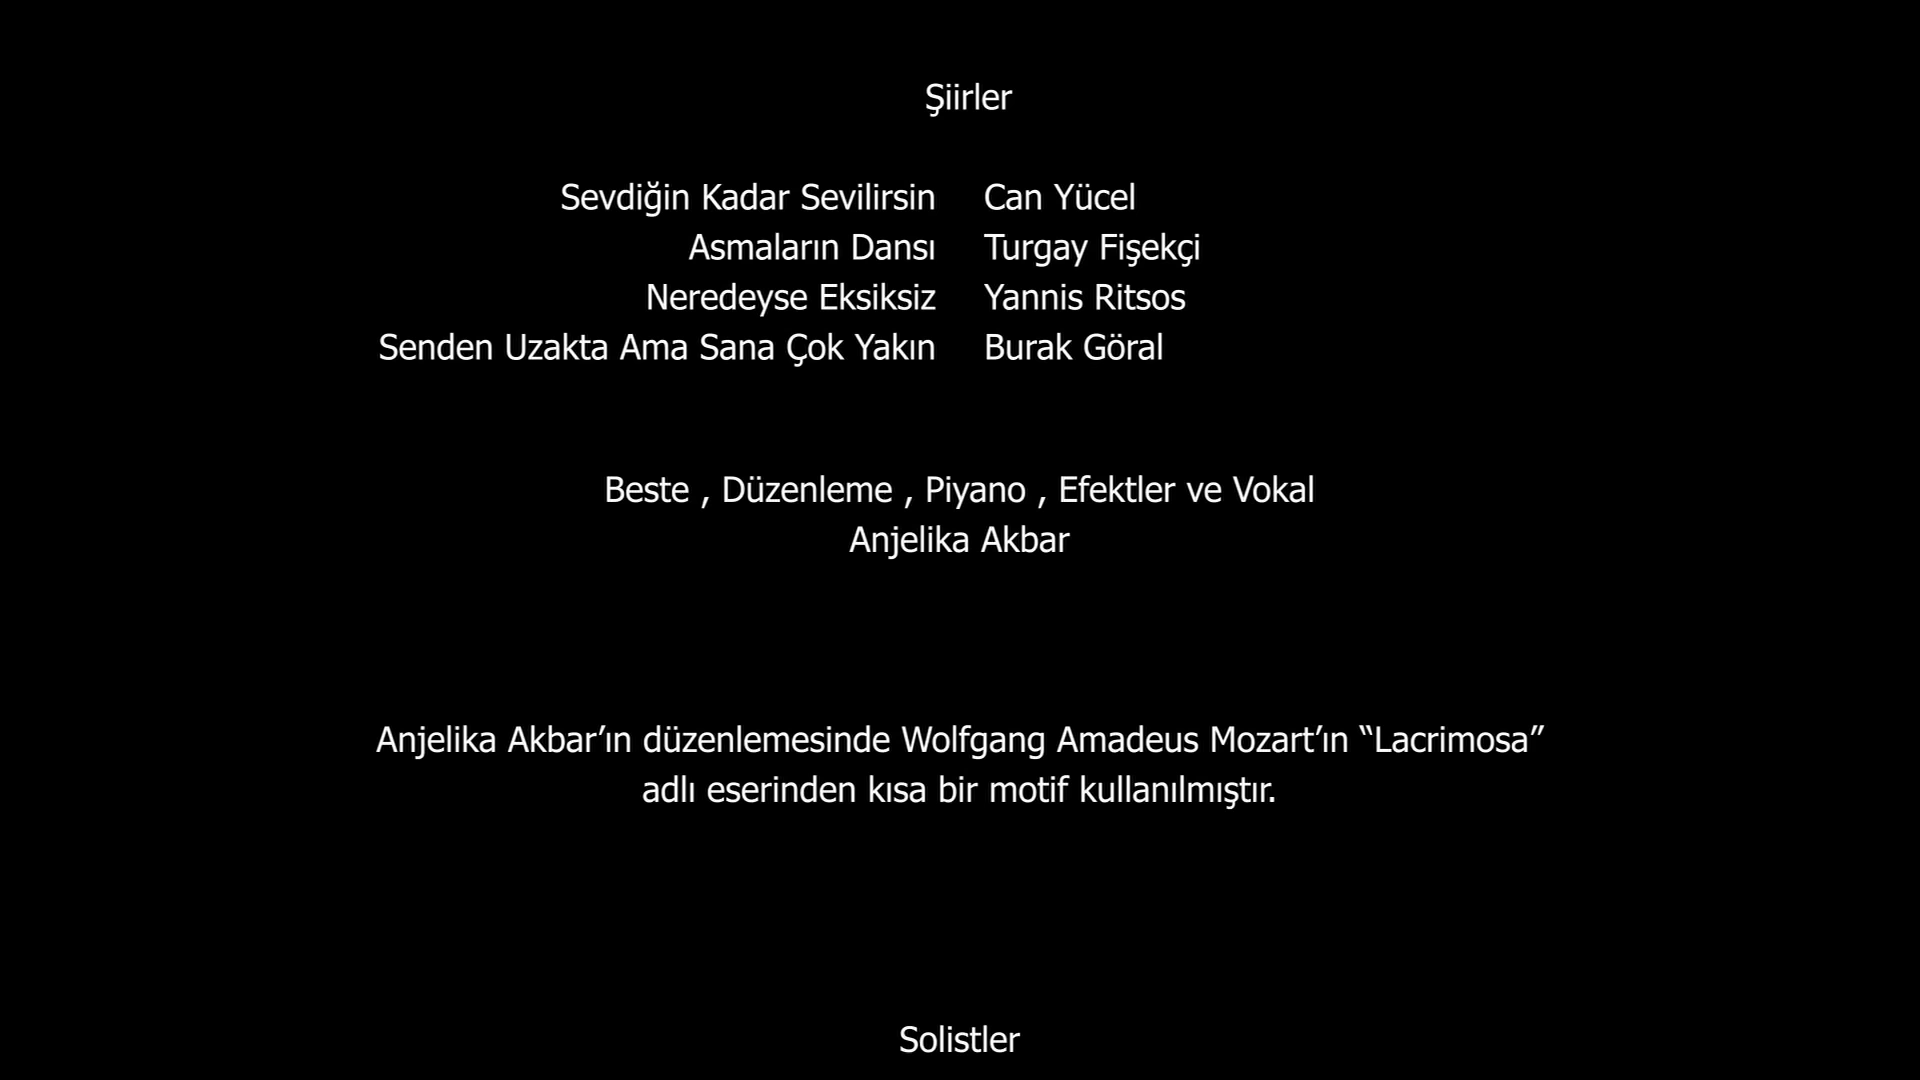 Şiirler
Sevdiğin Kadar Sevilirsin Can Yücel
Asmaların Dansı Turgay Fişekçi
Neredeyse Eksiksiz Yannis Ritsos
Senden Uzakta Ama Sana Çok Yakın Burak Göral
Beste , Düzenleme , Piyano , Efektler ve Vokal
Anjelika Akbar
Anjelika Akbar’ın düzenlemesinde Wolfgang Amadeus Mozart’ın “Lacrimosa”
adlı eserinden kısa bir motif kullanılmıştır.
Solistler